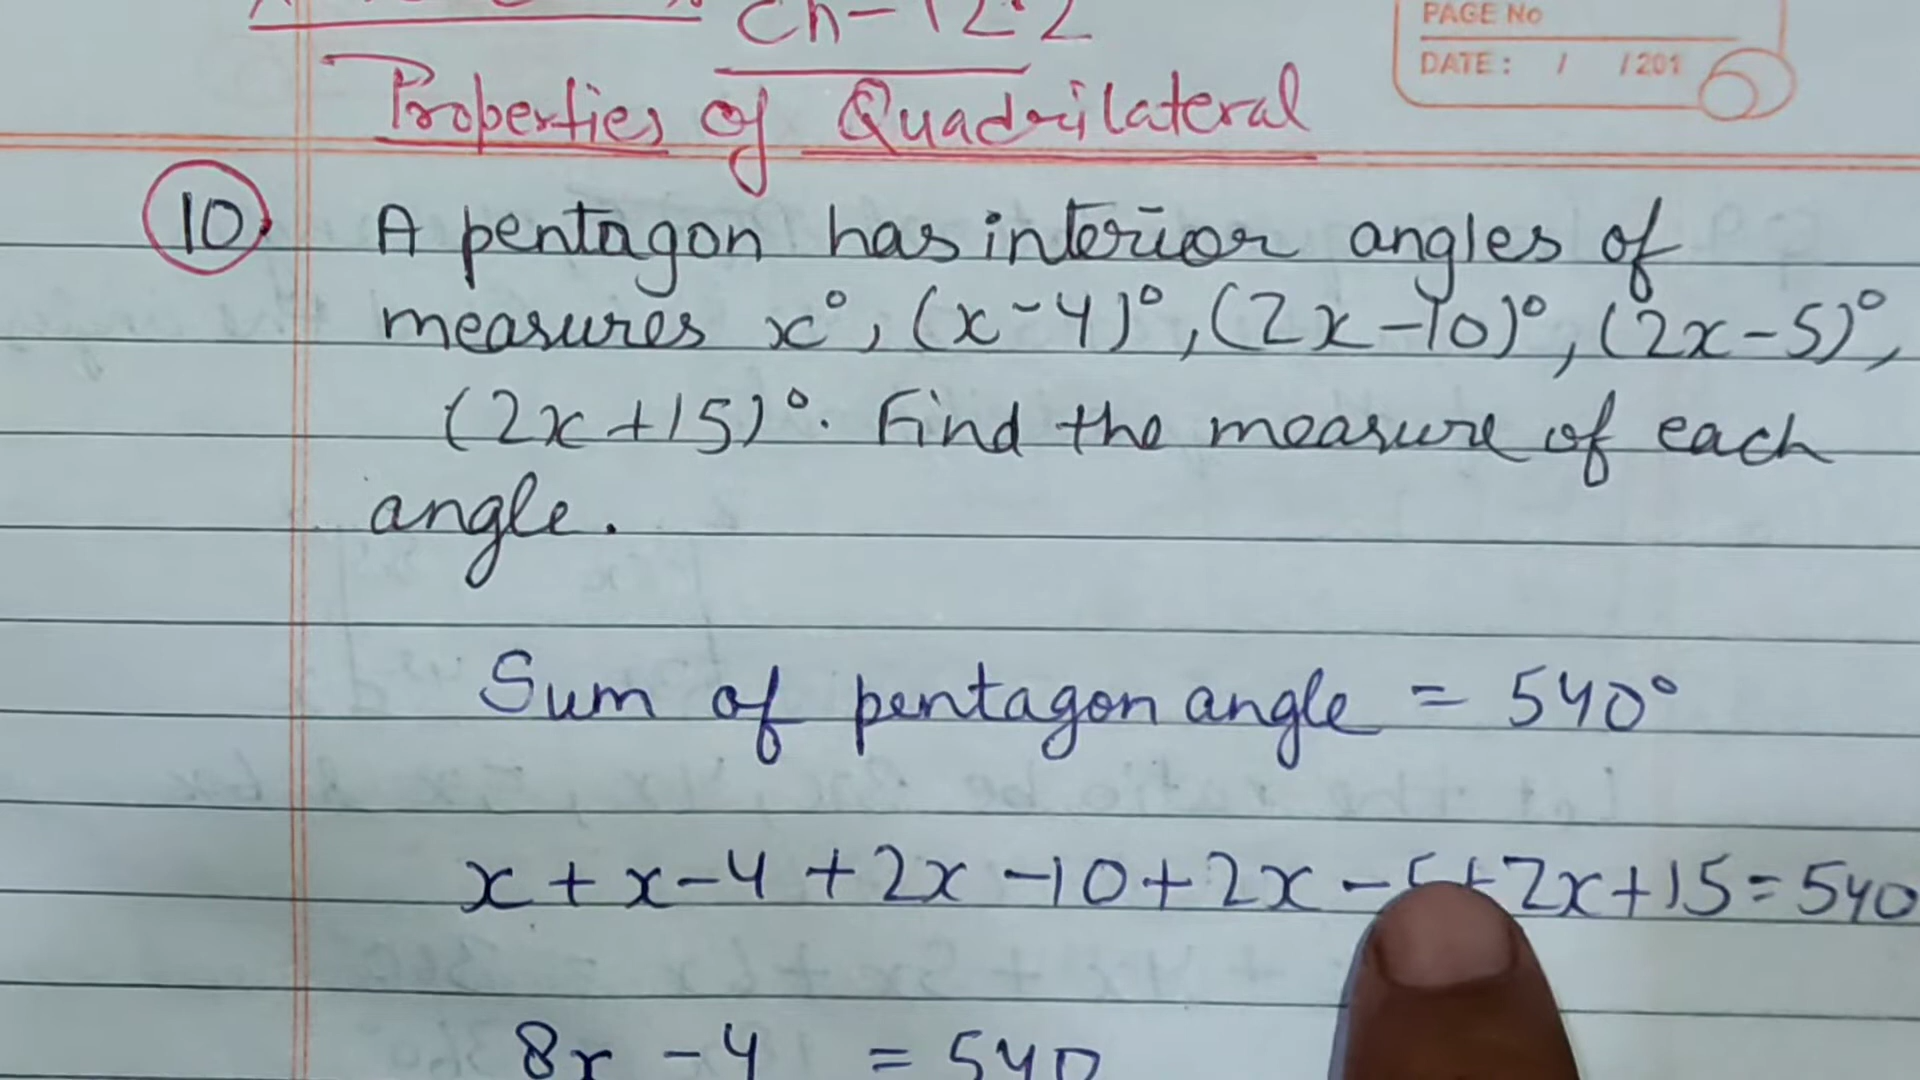 Ch-12.2
PAGE No
DATE: / /201
Properties of Quadrilateral
10. A pentagon has interior angles of
measures x°, (x-4)°, (2x-10)°, (2x-5)°,
(2x+15)°. Find the measure of each
angle.
Sum of pentagon angle = 540°
x + x-4 + 2x -10 + 2x -5 + 2x + 15 = 540
8x - 4 = 540